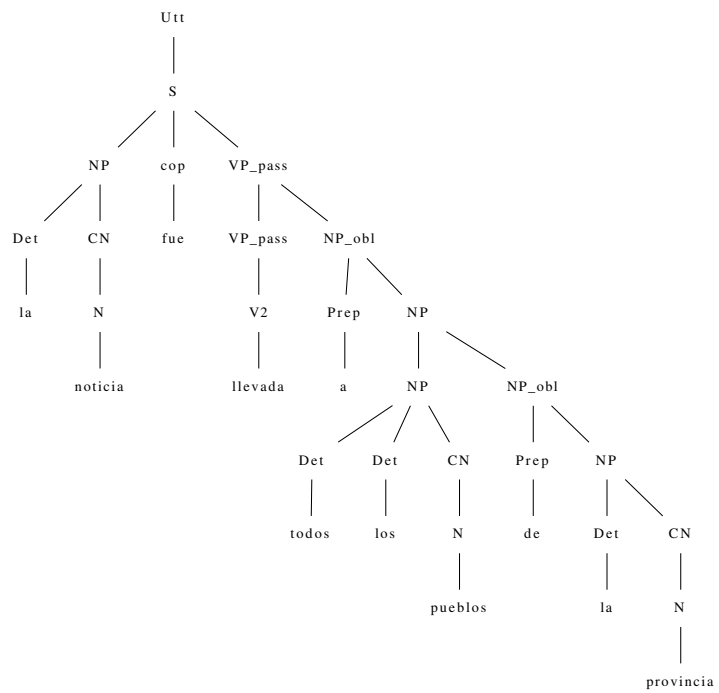 Utt
S
NP cop VP_pass
Det CN fue VP_pass NP_obl
la N V2 Prep NP
noticia llevada a NP NP_obl
Det Det CN Prep NP
todos los N de Det CN
pueblos la N
provincia